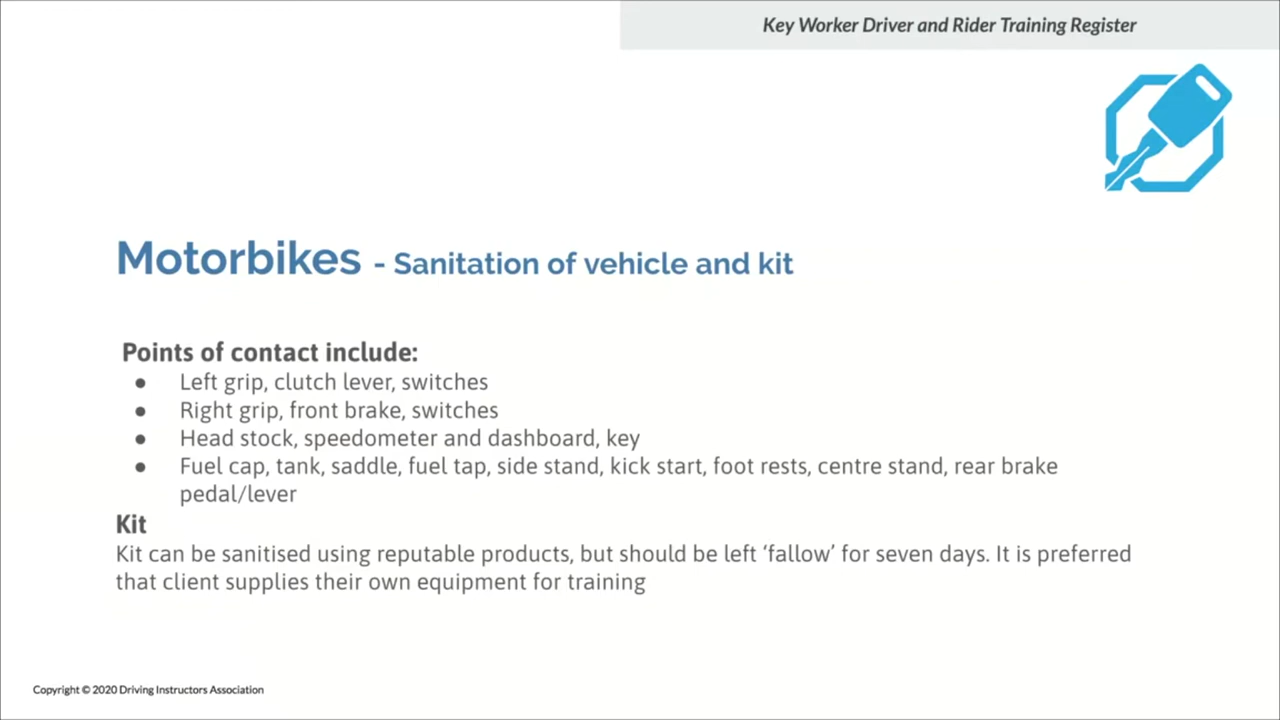 Key Worker Driver and Rider Training Register
Motorbikes - Sanitation of vehicle and kit
Points of contact include:
● Left grip, clutch lever, switches
● Right grip, front brake, switches
● Head stock, speedometer and dashboard, key
● Fuel cap, tank, saddle, fuel tap, side stand, kick start, foot rests, centre stand, rear brake
pedal/lever
Kit
Kit can be sanitised using reputable products, but should be left ‘fallow’ for seven days. It is preferred
that client supplies their own equipment for training
Copyright © 2020 Driving Instructors Association